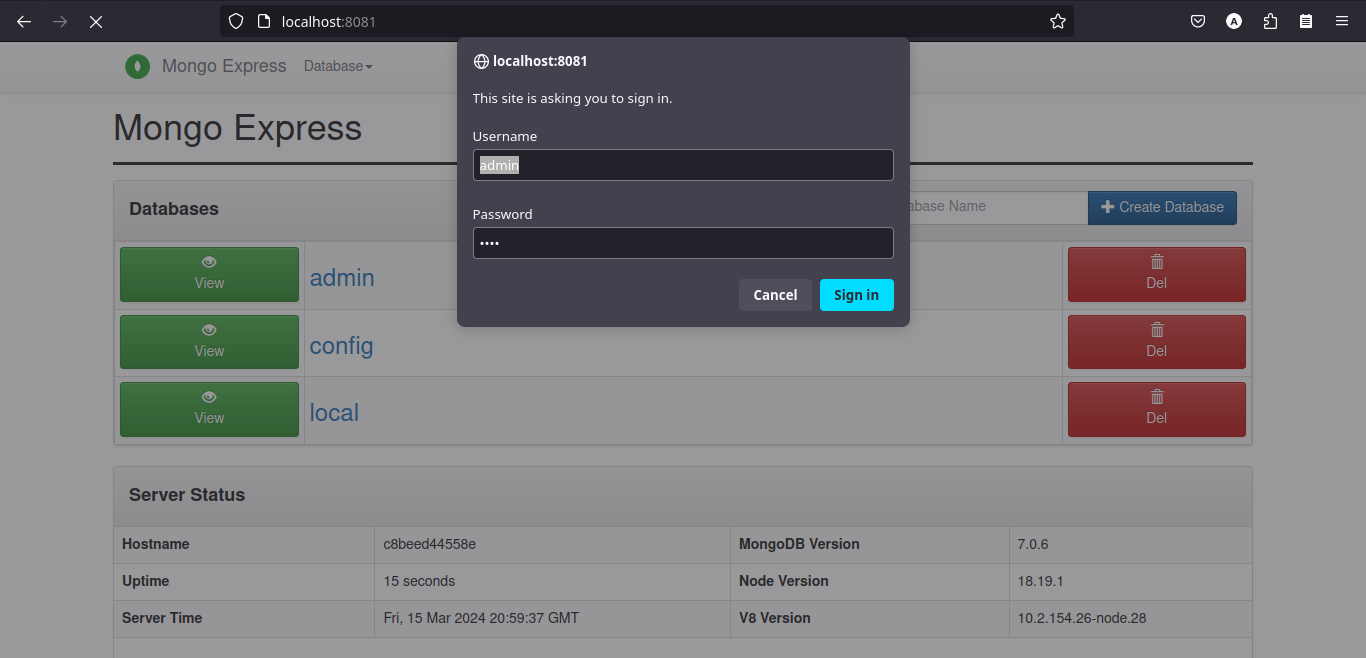 localhost:8081
A
Mongo Express Database
localhost:8081
This site is asking you to sign in.
Username
admin
Password
••••
Cancel Sign in
Mongo Express
Databases
abase Name
Create Database
View admin Del
View config Del
View local Del
Server Status
Hostname c8beed44558e MongoDB Version 7.0.6
Uptime 15 seconds Node Version 18.19.1
Server Time Fri, 15 Mar 2024 20:59:37 GMT V8 Version 10.2.154.26-node.28